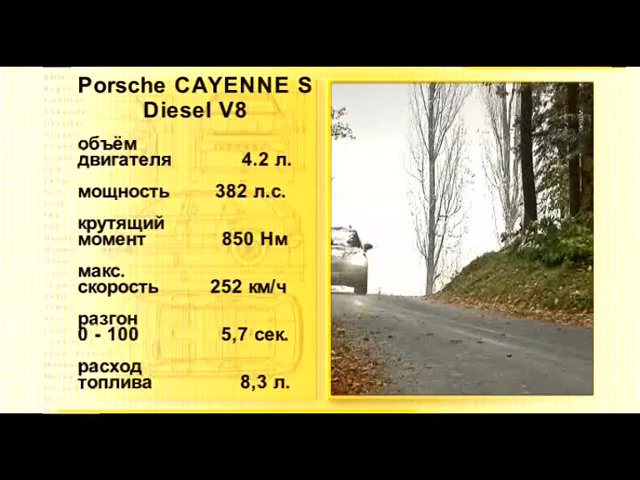 Porsche CAYENNE S
Diesel V8
объём
двигателя 4.2 л.
мощность 382 л.с.
крутящий
момент 850 Нм
макс.
скорость 252 км/ч
разгон
0 - 100 5,7 сек.
расход
топлива 8,3 л.